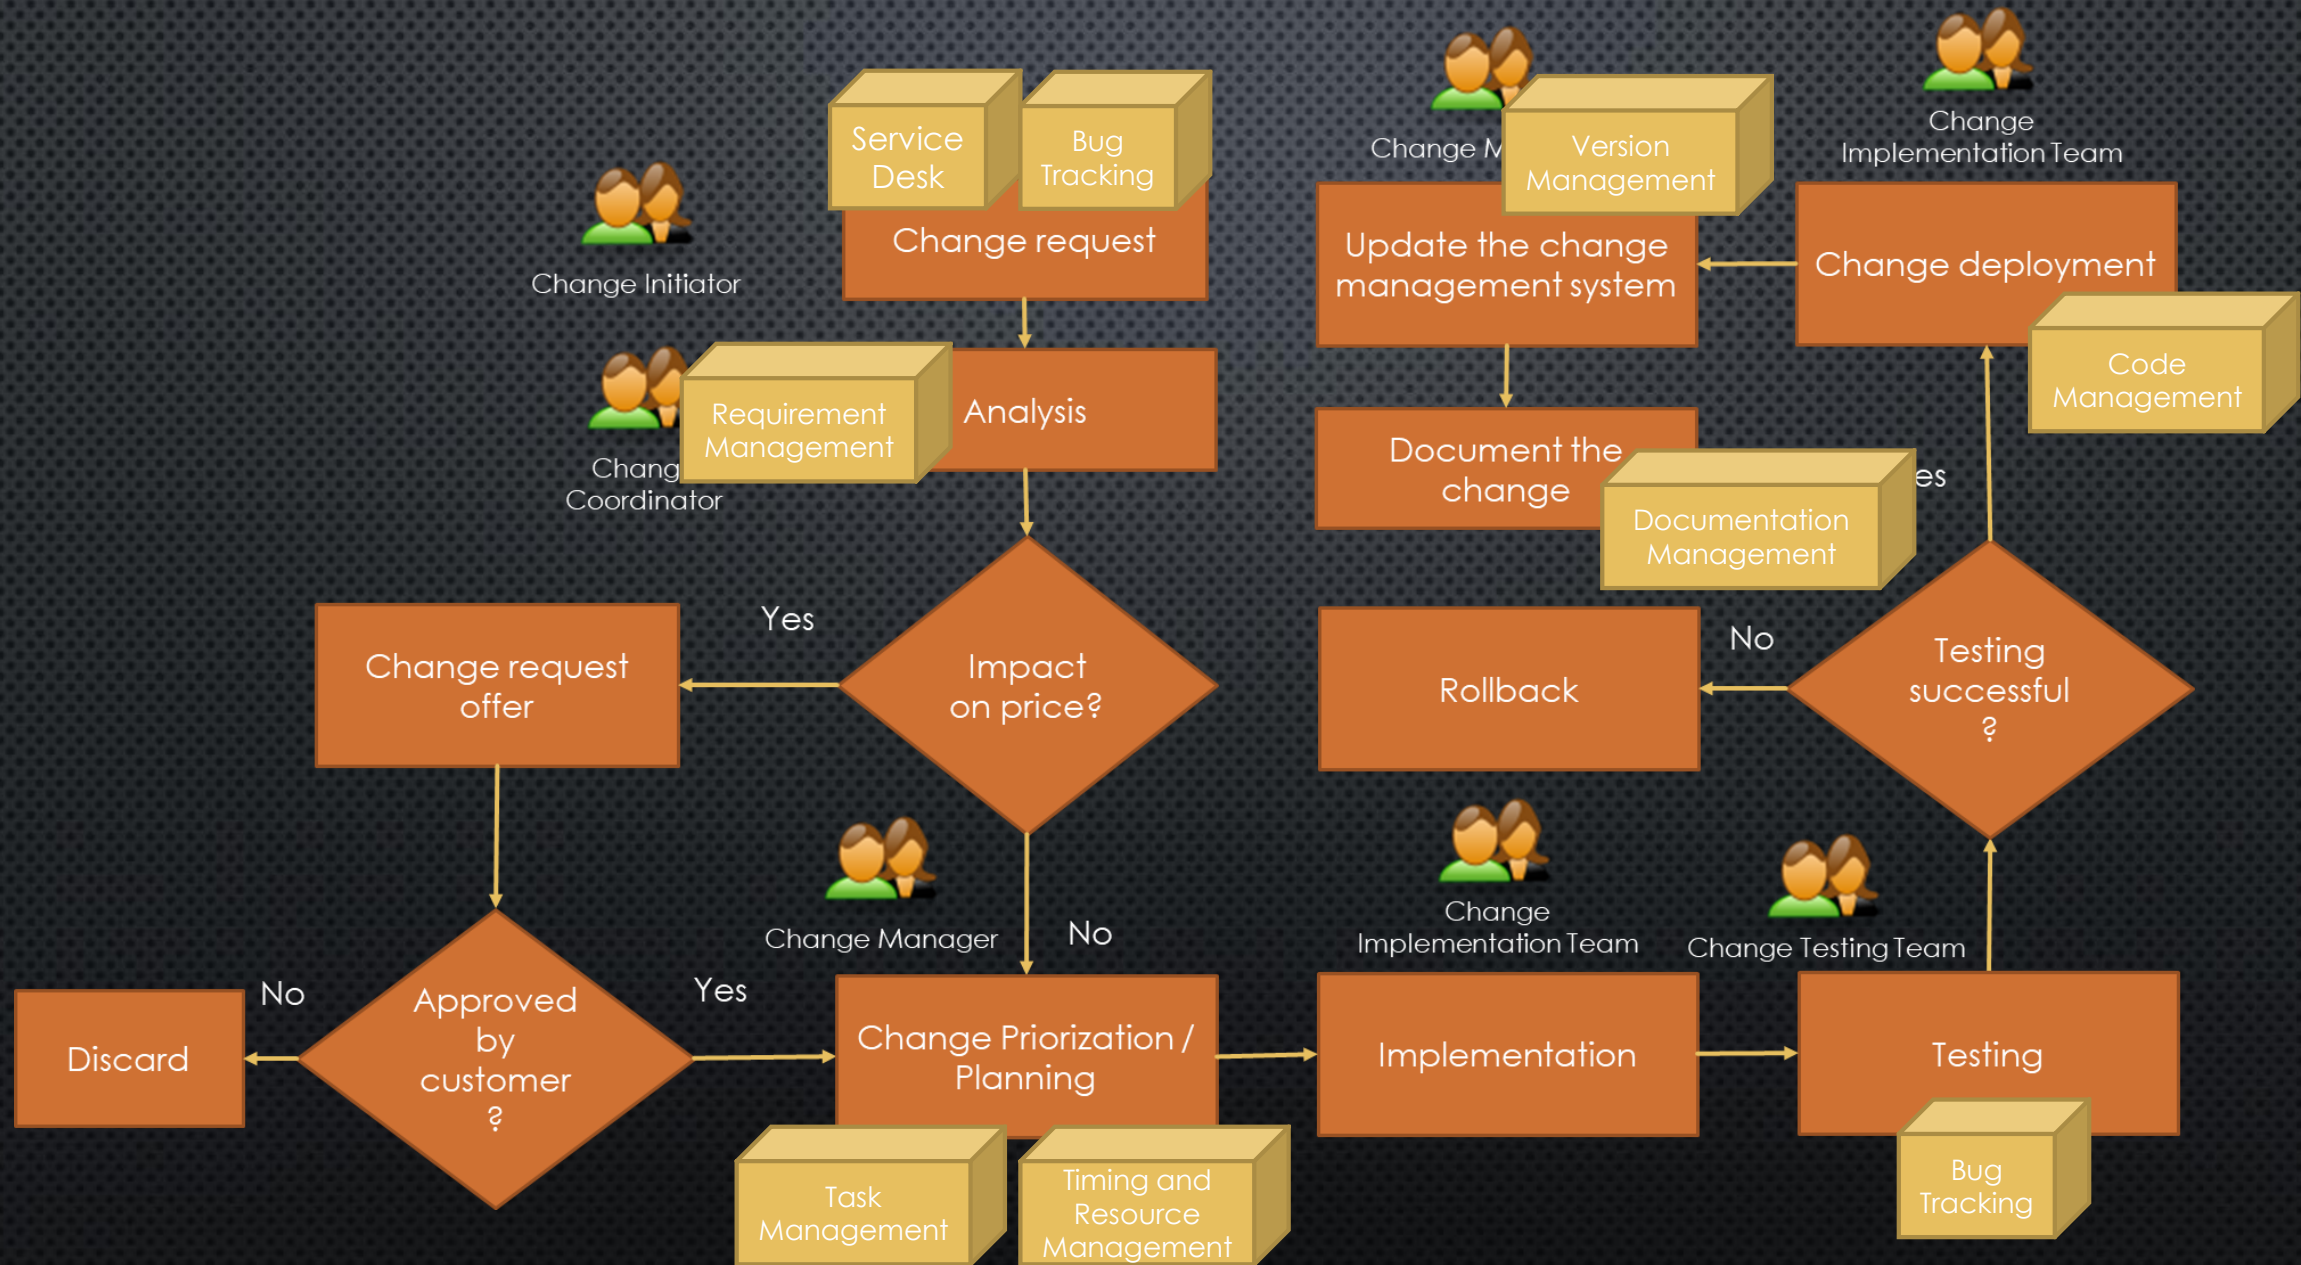 Service
Desk
Bug
Tracking
Change request
Change Initiator
Requirement
Management
Analysis
Coordinator
Impact
on price?
Yes
No
Change request
offer
Approved
by
customer
?
No
Discard
Yes
Change Manager
Change Priorization /
Planning
Task
Management
Timing and
Resource
Management
Change
Implementation Team
Implementation
Change Testing Team
Testing
Bug
Tracking
Testing
successful
?
No
Rollback
Change
Implementation Team
Change deployment
Code
Management
Change M
Version
Management
Update the change
management system
Document the
change
Documentation
Management